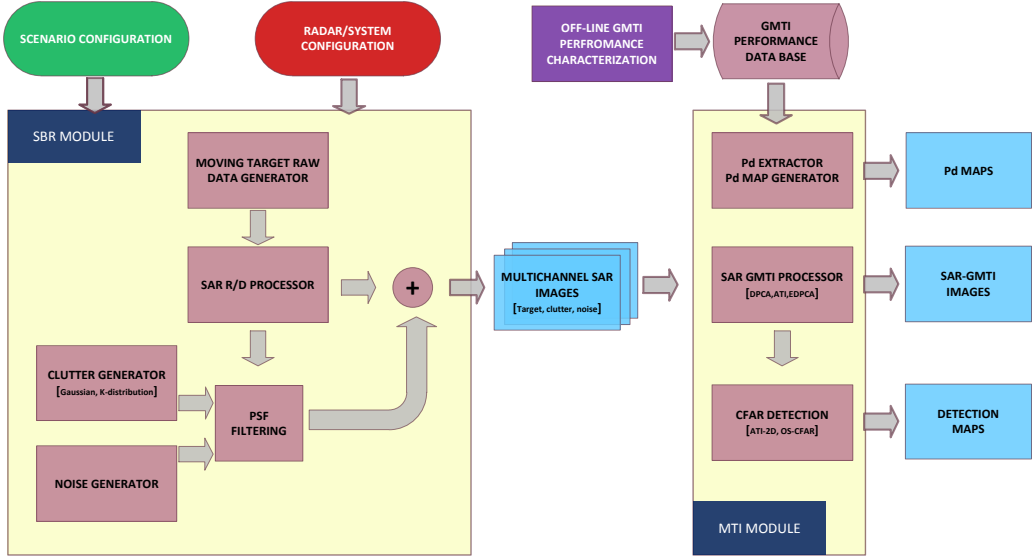 SCENARIO CONFIGURATION
RADAR/SYSTEM
CONFIGURATION
OFF-LINE GMTI
PERFROMANCE
CHARACTERIZATION
GMTI
PERFORMANCE
DATA BASE
SBR MODULE
MOVING TARGET RAW
DATA GENERATOR
SAR R/D PROCESSOR
+
CLUTTER GENERATOR
[Gaussian, K-distribution]
PSF
FILTERING
NOISE GENERATOR
MULTICHANNEL SAR
IMAGES
[Target, clutter, noise]
Pd EXTRACTOR
Pd MAP GENERATOR
Pd MAPS
SAR GMTI PROCESSOR
[DPCA,ATI,EDPCA]
SAR-GMTI
IMAGES
CFAR DETECTION
[ATI-2D, OS-CFAR]
DETECTION
MAPS
MTI MODULE